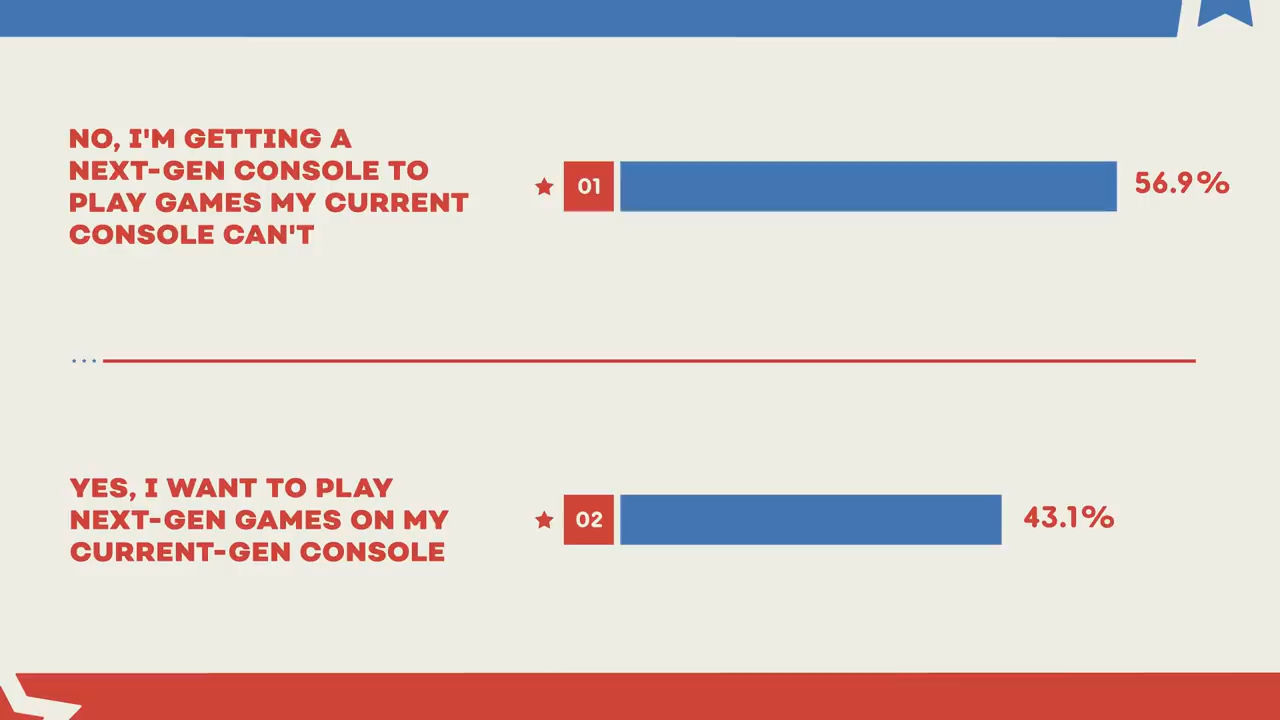 NO, I'M GETTING A
NEXT-GEN CONSOLE TO
PLAY GAMES MY CURRENT
CONSOLE CAN'T
01
56.9%
YES, I WANT TO PLAY
NEXT-GEN GAMES ON MY
CURRENT-GEN CONSOLE
02
43.1%